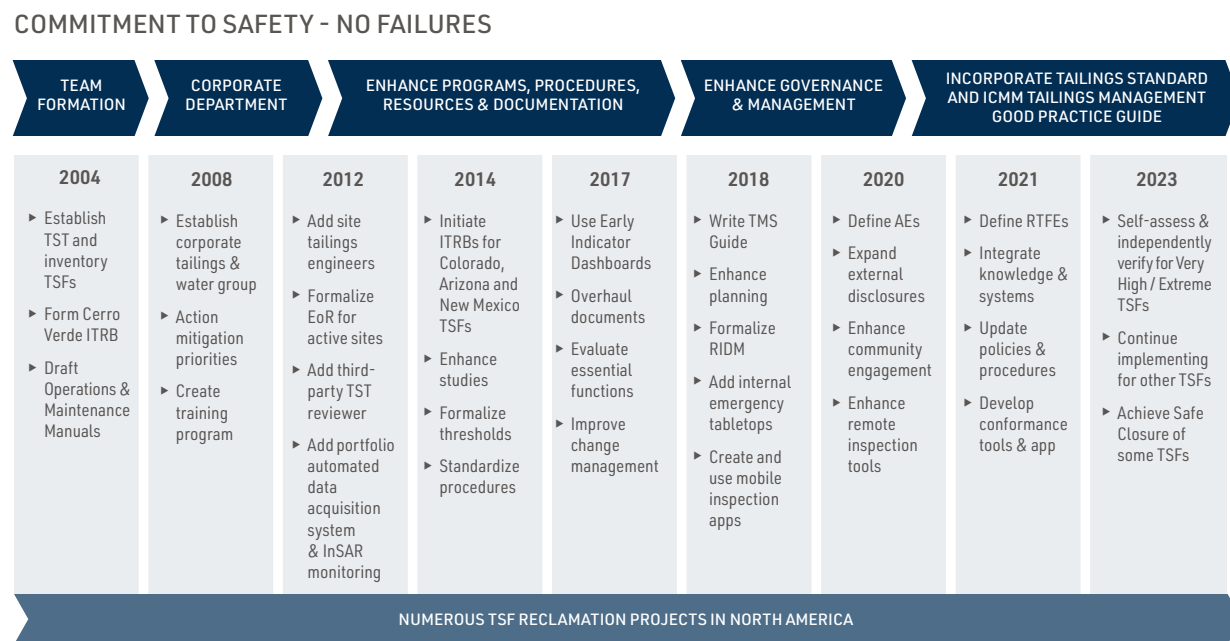 COMMITMENT TO SAFETY - NO FAILURES
TEAM
FORMATION
CORPORATE
DEPARTMENT
ENHANCE PROGRAMS, PROCEDURES,
RESOURCES & DOCUMENTATION
ENHANCE GOVERNANCE
& MANAGEMENT
INCORPORATE TAILINGS STANDARD
AND ICMM TAILINGS MANAGEMENT
GOOD PRACTICE GUIDE
2004
▸ Establish
TST and
inventory
TSFs
▸ Form Cerro
Verde ITRB
▸ Draft
Operations &
Maintenance
Manuals
2008
▸ Establish
corporate
tailings &
water group
▸ Action
mitigation
priorities
▸ Create
training
program
2012
▸ Add site
tailings
engineers
▸ Formalize
EoR for
active sites
▸ Add third-
party TST
reviewer
▸ Add portfolio
automated
data
acquisition
system
& InSAR
monitoring
2014
▸ Initiate
ITRBs for
Colorado,
Arizona and
New Mexico
TSFs
▸ Enhance
studies
▸ Formalize
thresholds
▸ Standardize
procedures
2017
▸ Use Early
Indicator
Dashboards
▸ Overhaul
documents
▸ Evaluate
essential
functions
▸ Improve
change
management
2018
▸ Write TMS
Guide
▸ Enhance
planning
▸ Formalize
RIDM
▸ Add internal
emergency
tabletops
▸ Create and
use mobile
inspection
apps
2020
▸ Define AEs
▸ Expand
external
disclosures
▸ Enhance
community
engagement
▸ Enhance
remote
inspection
tools
2021
▸ Define RTFEs
▸ Integrate
knowledge &
systems
▸ Update
policies &
procedures
▸ Develop
conformance
tools & app
2023
▸ Self-assess &
independently
verify for Very
High / Extreme
TSFs
▸ Continue
implementing
for other TSFs
▸ Achieve Safe
Closure of
some TSFs
NUMEROUS TSF RECLAMATION PROJECTS IN NORTH AMERICA